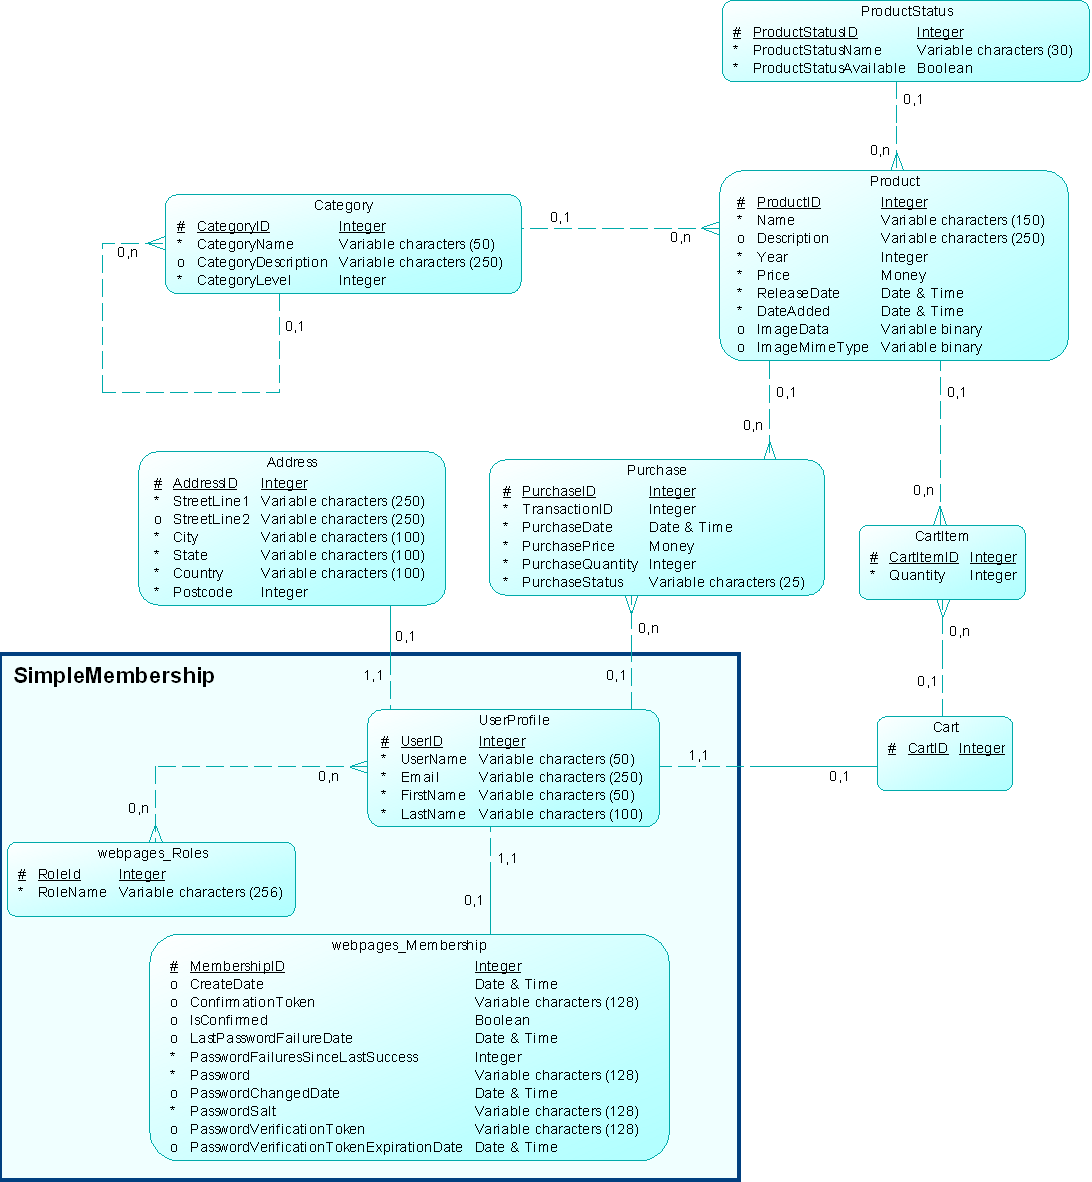 ProductStatus
# ProductStatusID Integer
* ProductStatusName Variable characters (30)
* ProductStatusAvailable Boolean
0,1
0,n
Product
# ProductID Integer
* Name Variable characters (150)
o Description Variable characters (250)
* Year Integer
* Price Money
* ReleaseDate Date & Time
* DateAdded Date & Time
o ImageData Variable binary
o ImageMimeType Variable binary
Category
# CategoryID Integer
* CategoryName Variable characters (50)
o CategoryDescription Variable characters (250)
* CategoryLevel Integer
0,1
0,n
0,n
0,1
0,1
0,n
0,1
0,n
Address
# AddressID Integer
* StreetLine1 Variable characters (250)
o StreetLine2 Variable characters (250)
* City Variable characters (100)
* State Variable characters (100)
* Country Variable characters (100)
* Postcode Integer
Purchase
# PurchaseID Integer
* TransactionID Integer
* PurchaseDate Date & Time
* PurchasePrice Money
* PurchaseQuantity Integer
* PurchaseStatus Variable characters (25)
CartItem
# CartItemID Integer
* Quantity Integer
0,1
1,1
0,n
0,1
0,n
0,1
SimpleMembership
UserProfile
# UserID Integer
* UserName Variable characters (50)
* Email Variable characters (250)
* FirstName Variable characters (50)
* LastName Variable characters (100)
Cart
# CartID Integer
1,1
0,1
0,n
0,n
webpages_Roles
# RoleId Integer
* RoleName Variable characters (256)
1,1
0,1
webpages_Membership
# MembershipID Integer
o CreateDate Date & Time
o ConfirmationToken Variable characters (128)
o IsConfirmed Boolean
o LastPasswordFailureDate Date & Time
* PasswordFailuresSinceLastSuccess Integer
* Password Variable characters (128)
o PasswordChangedDate Date & Time
* PasswordSalt Variable characters (128)
o PasswordVerificationToken Variable characters (128)
o PasswordVerificationTokenExpirationDate Date & Time